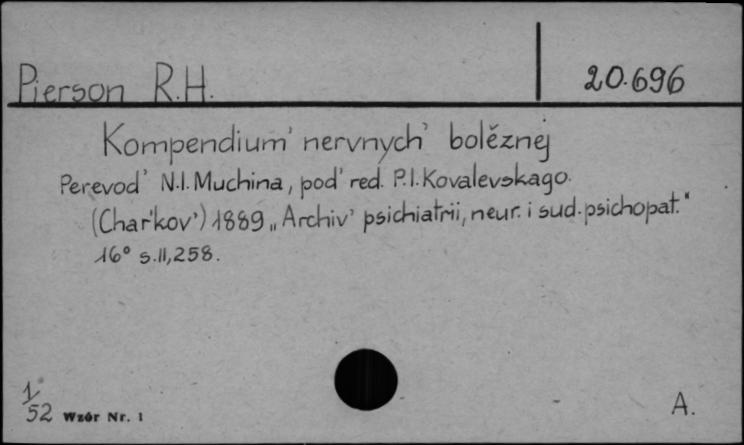 Pierson R.H.
20.696
Kompendium' nervnych' bolěznej
Perevod' N.I. Muchina, pod' red. P.I. Kovalevskago.
(Char'kov') 1889 „Archiv' psichiatrii, neur. i sud. psichopat."
16° s.II, 258.
1/52 Wzór Nr. 1
A.